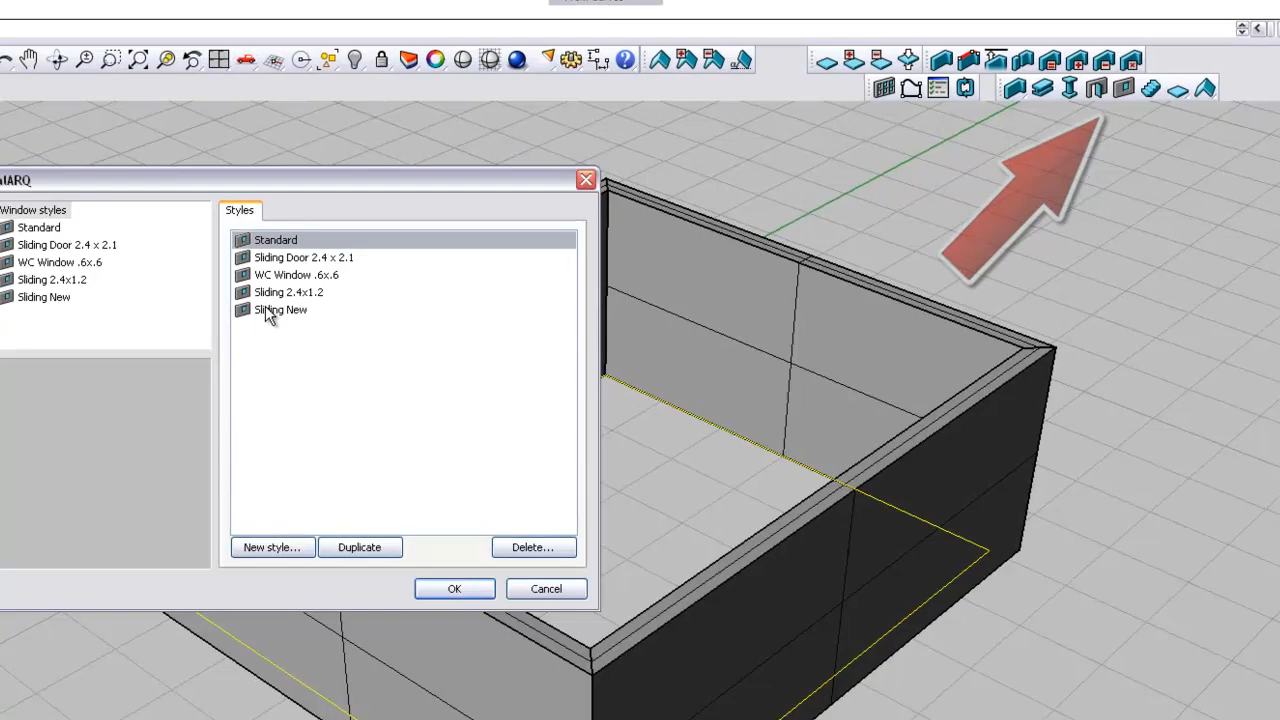 Window styles
Standard
Sliding Door 2.4 x 2.1
WC Window .6x.6
Sliding 2.4x1.2
Sliding New
Styles
Standard
Sliding Door 2.4 x 2.1
WC Window .6x.6
Sliding 2.4x1.2
Sliding New
New style...
Duplicate
Delete...
OK
Cancel